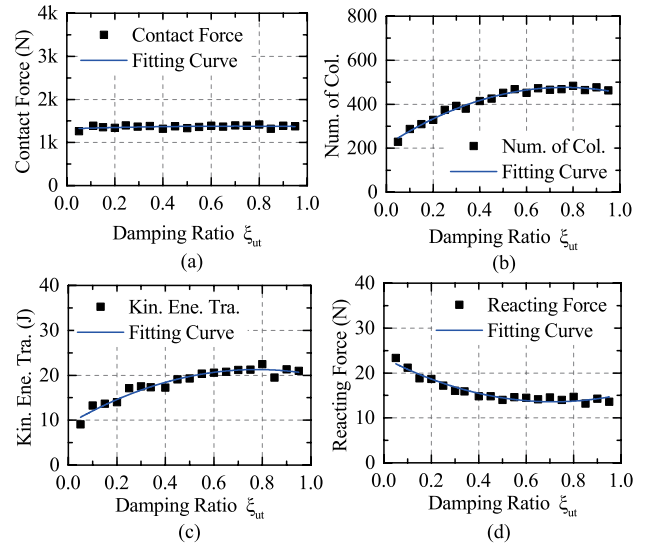 4k
3k
2k
1k
0
Contact Force (N)
Contact Force
Fitting Curve
0.0 0.2 0.4 0.6 0.8 1.0
Damping Ratio ξut
(a)
800
600
400
200
0
Num. of Col.
Num. of Col.
Fitting Curve
0.0 0.2 0.4 0.6 0.8 1.0
Damping Ratio ξut
(b)
40
30
20
10
0
Kin. Ene. Tra. (J)
Kin. Ene. Tra.
Fitting Curve
0.0 0.2 0.4 0.6 0.8 1.0
Damping Ratio ξut
(c)
40
30
20
10
0
Reacting Force (N)
Reacting Force
Fitting Curve
0.0 0.2 0.4 0.6 0.8 1.0
Damping Ratio ξut
(d)